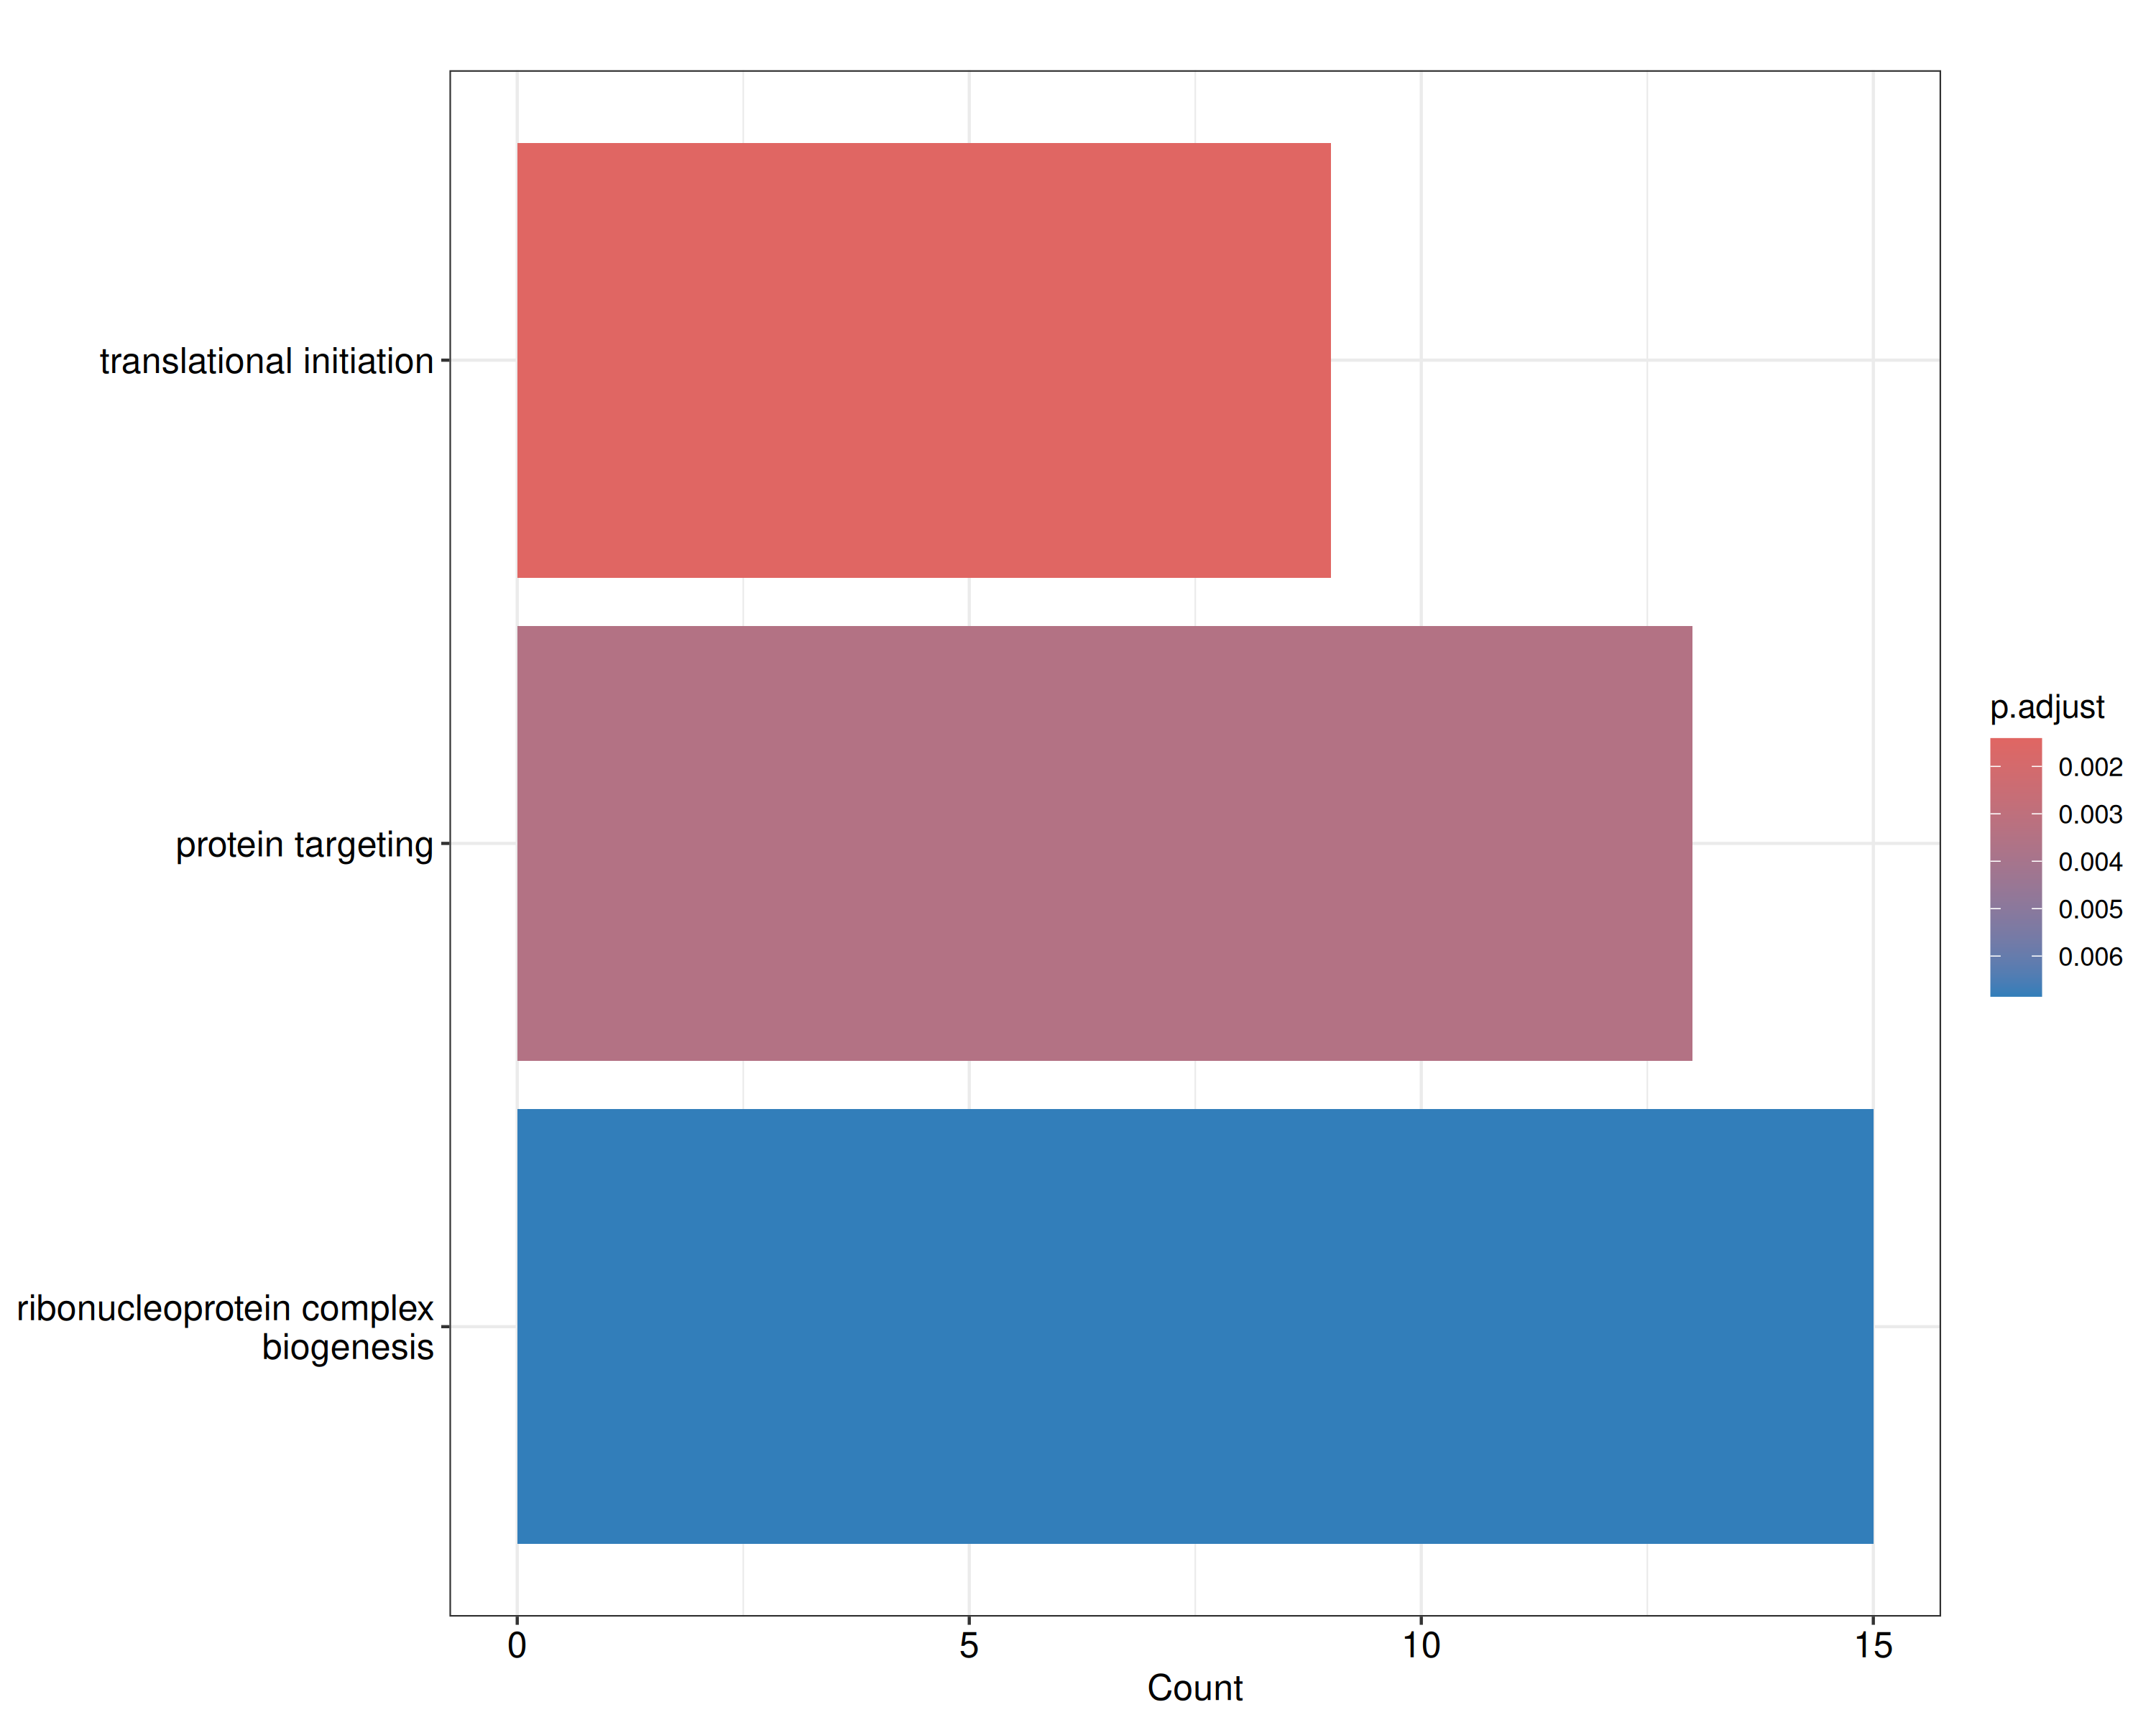 translational initiation
protein targeting
ribonucleoprotein complex
biogenesis
0
5
10
15
Count
p.adjust
0.002
0.003
0.004
0.005
0.006